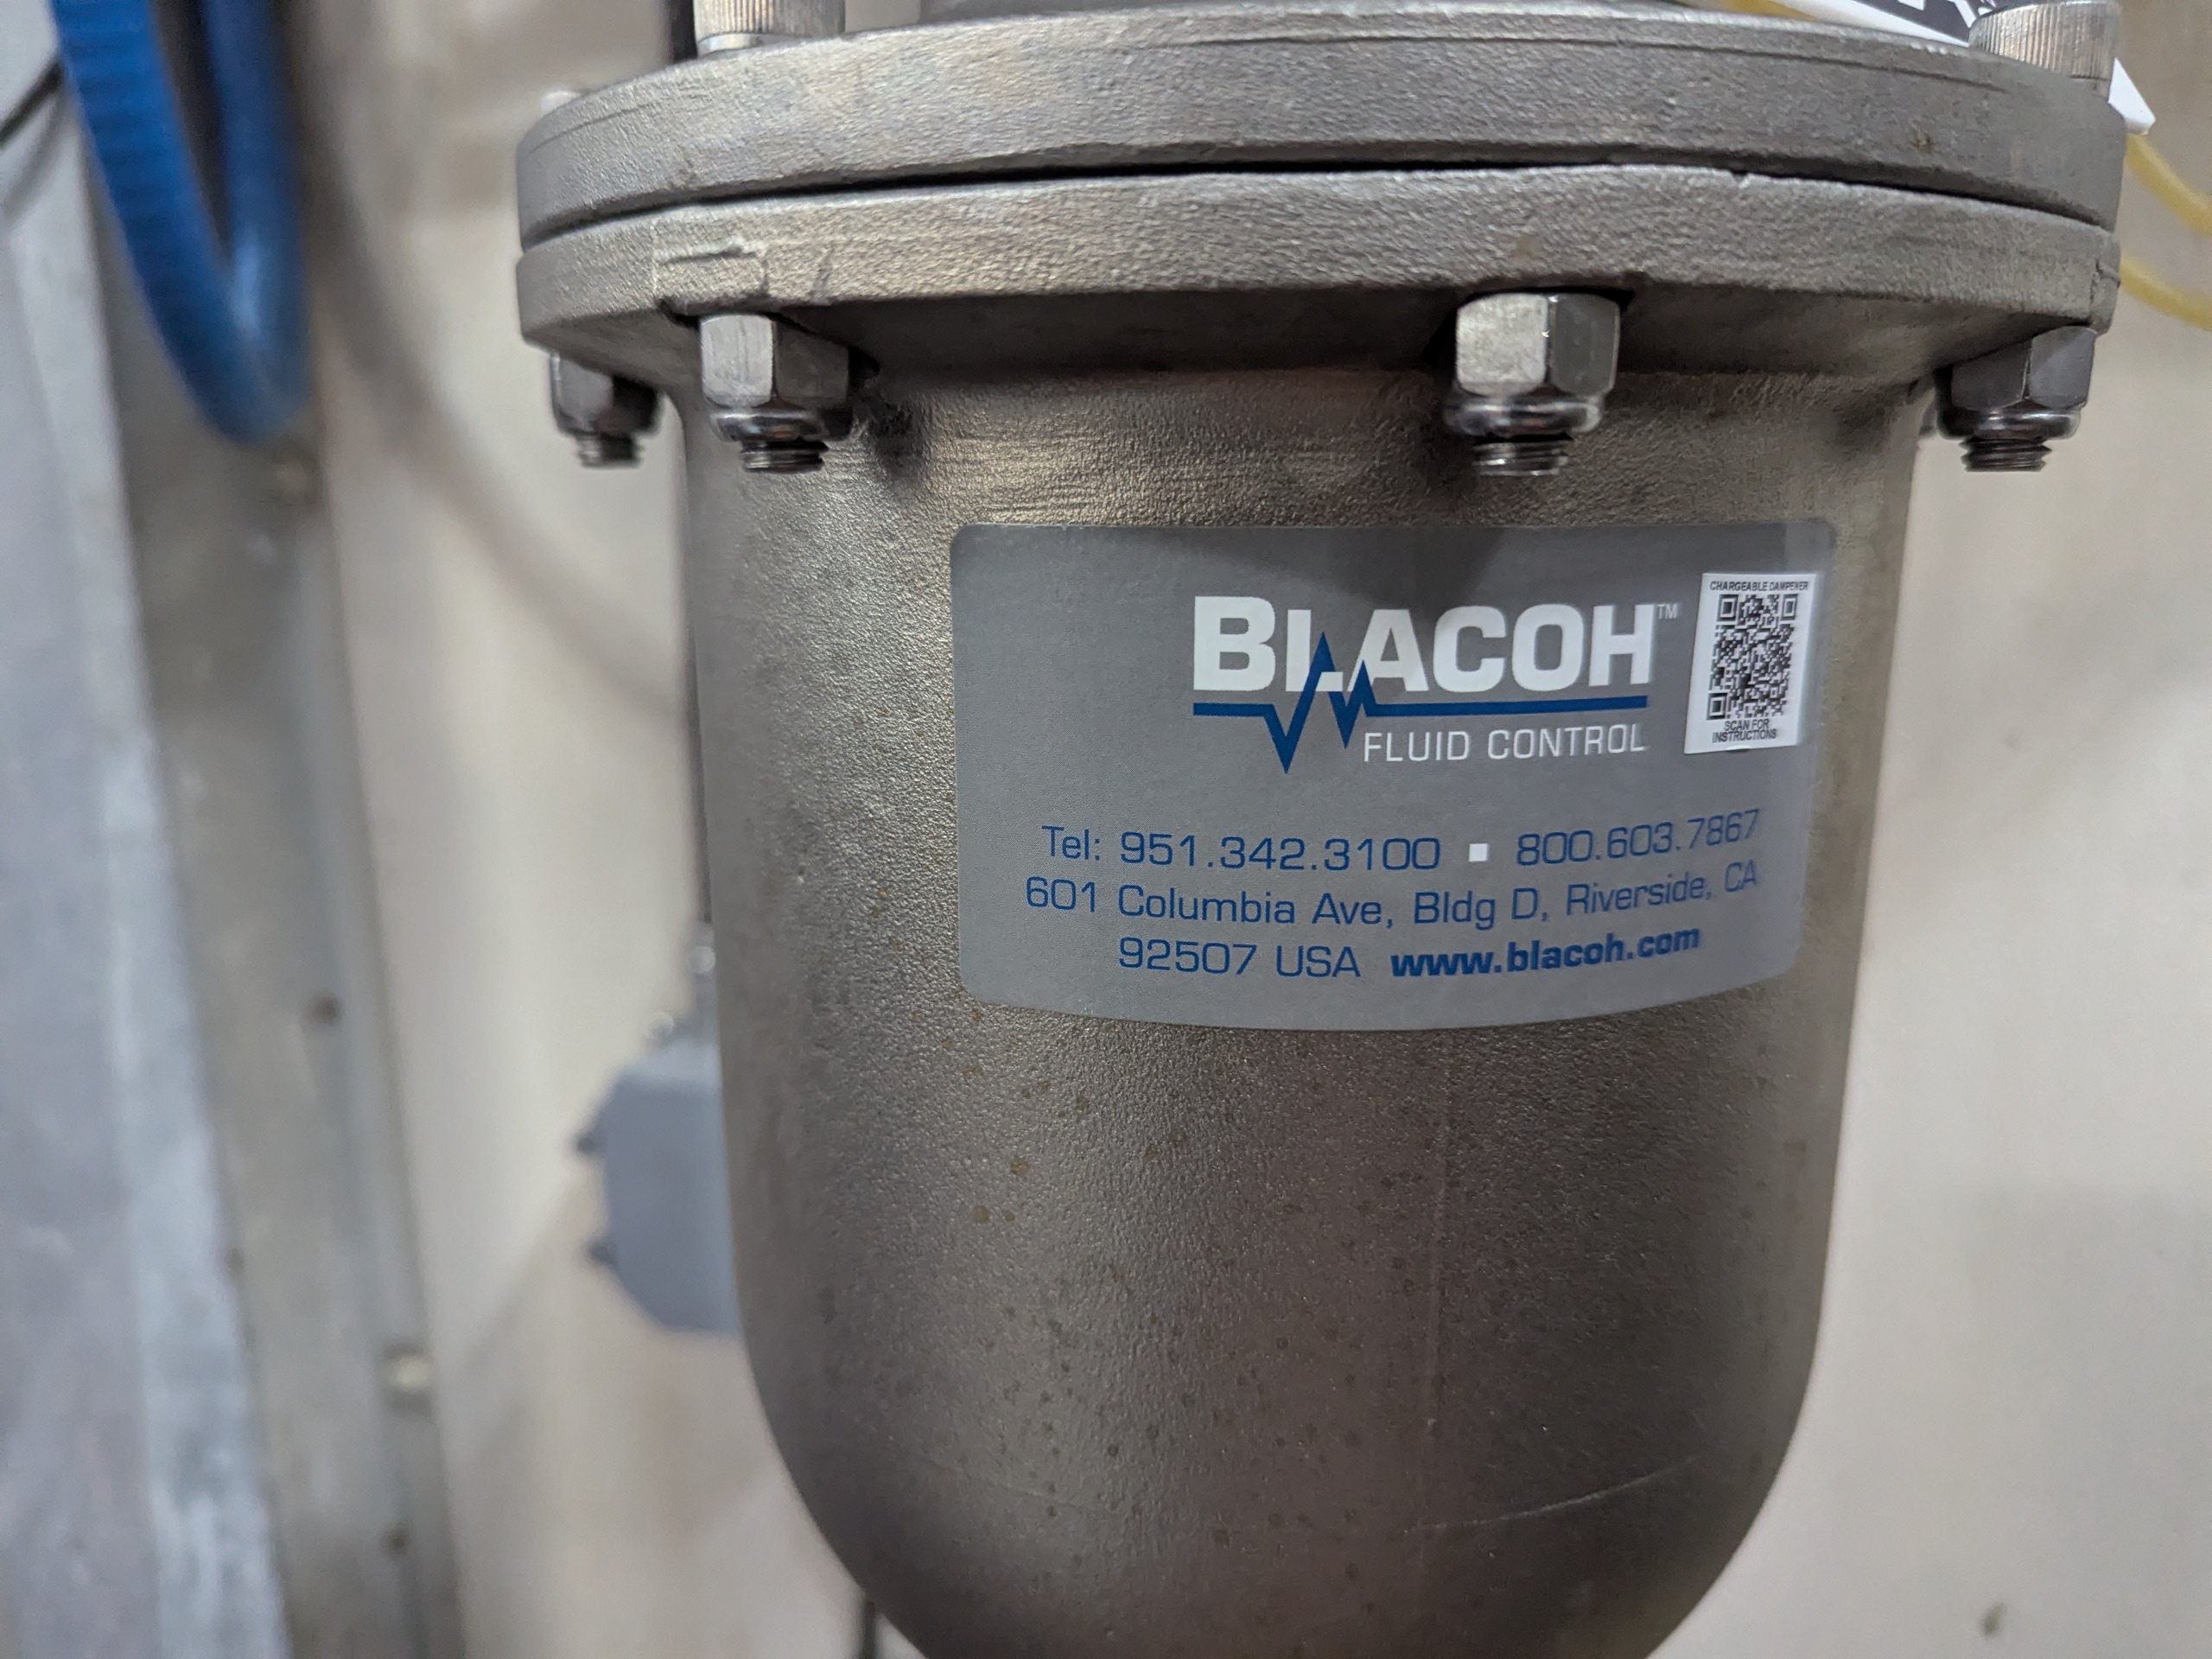 BLACOH™
FLUID CONTROL
CHARGEABLE DAMPENER
SCAN FOR
INSTRUCTIONS
Tel: 951.342.3100 ▪ 800.603.7867
601 Columbia Ave, Bldg D, Riverside, CA
92507 USA www.blacoh.com